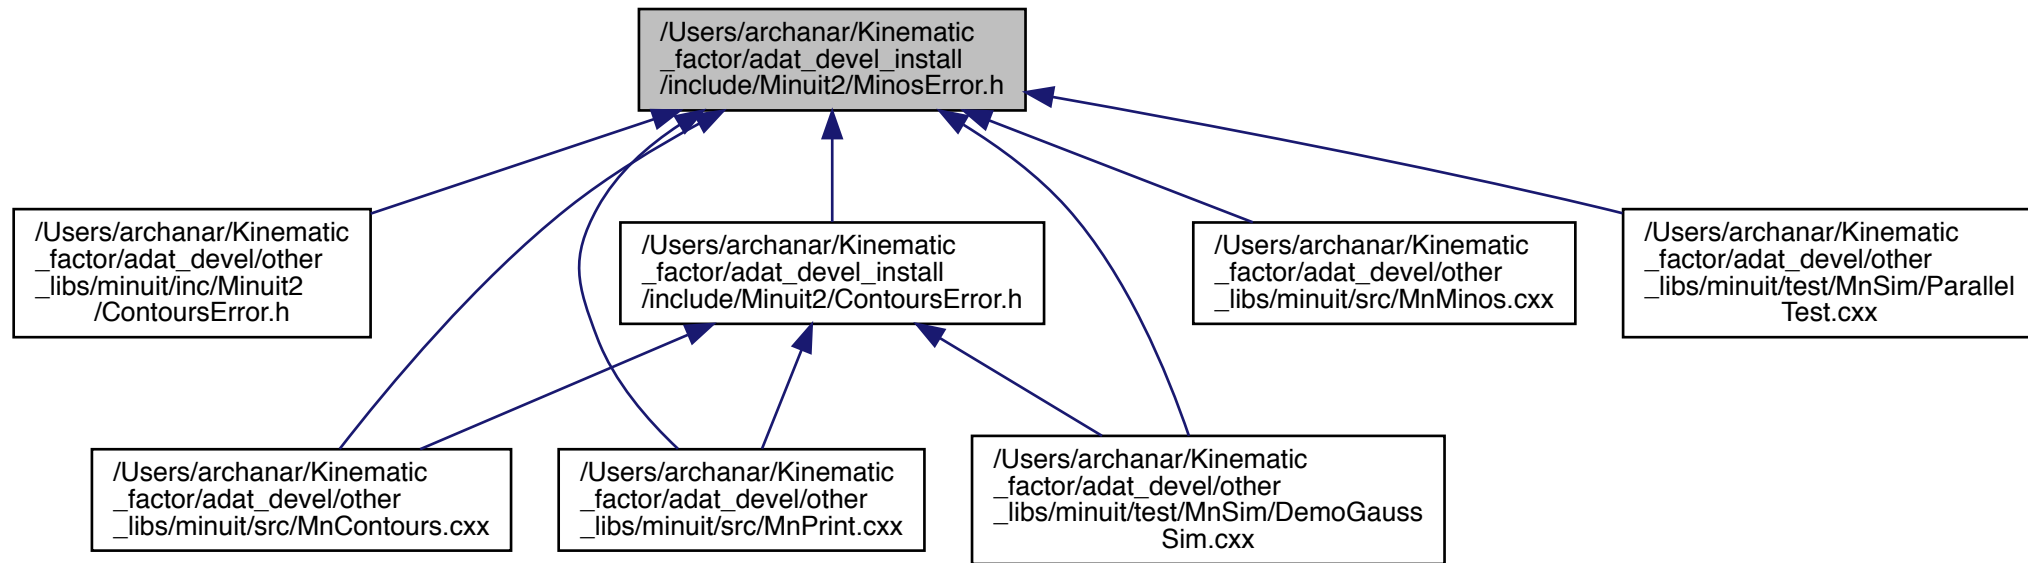 /Users/archanar/Kinematic
_factor/adat_devel_install
/include/Minuit2/MinosError.h
/Users/archanar/Kinematic
_factor/adat_devel/other
_libs/minuit/inc/Minuit2
/ContoursError.h
/Users/archanar/Kinematic
_factor/adat_devel_install
/include/Minuit2/ContoursError.h
/Users/archanar/Kinematic
_factor/adat_devel/other
_libs/minuit/src/MnMinos.cxx
/Users/archanar/Kinematic
_factor/adat_devel/other
_libs/minuit/test/MnSim/Parallel
Test.cxx
/Users/archanar/Kinematic
_factor/adat_devel/other
_libs/minuit/src/MnContours.cxx
/Users/archanar/Kinematic
_factor/adat_devel/other
_libs/minuit/src/MnPrint.cxx
/Users/archanar/Kinematic
_factor/adat_devel/other
_libs/minuit/test/MnSim/DemoGauss
Sim.cxx